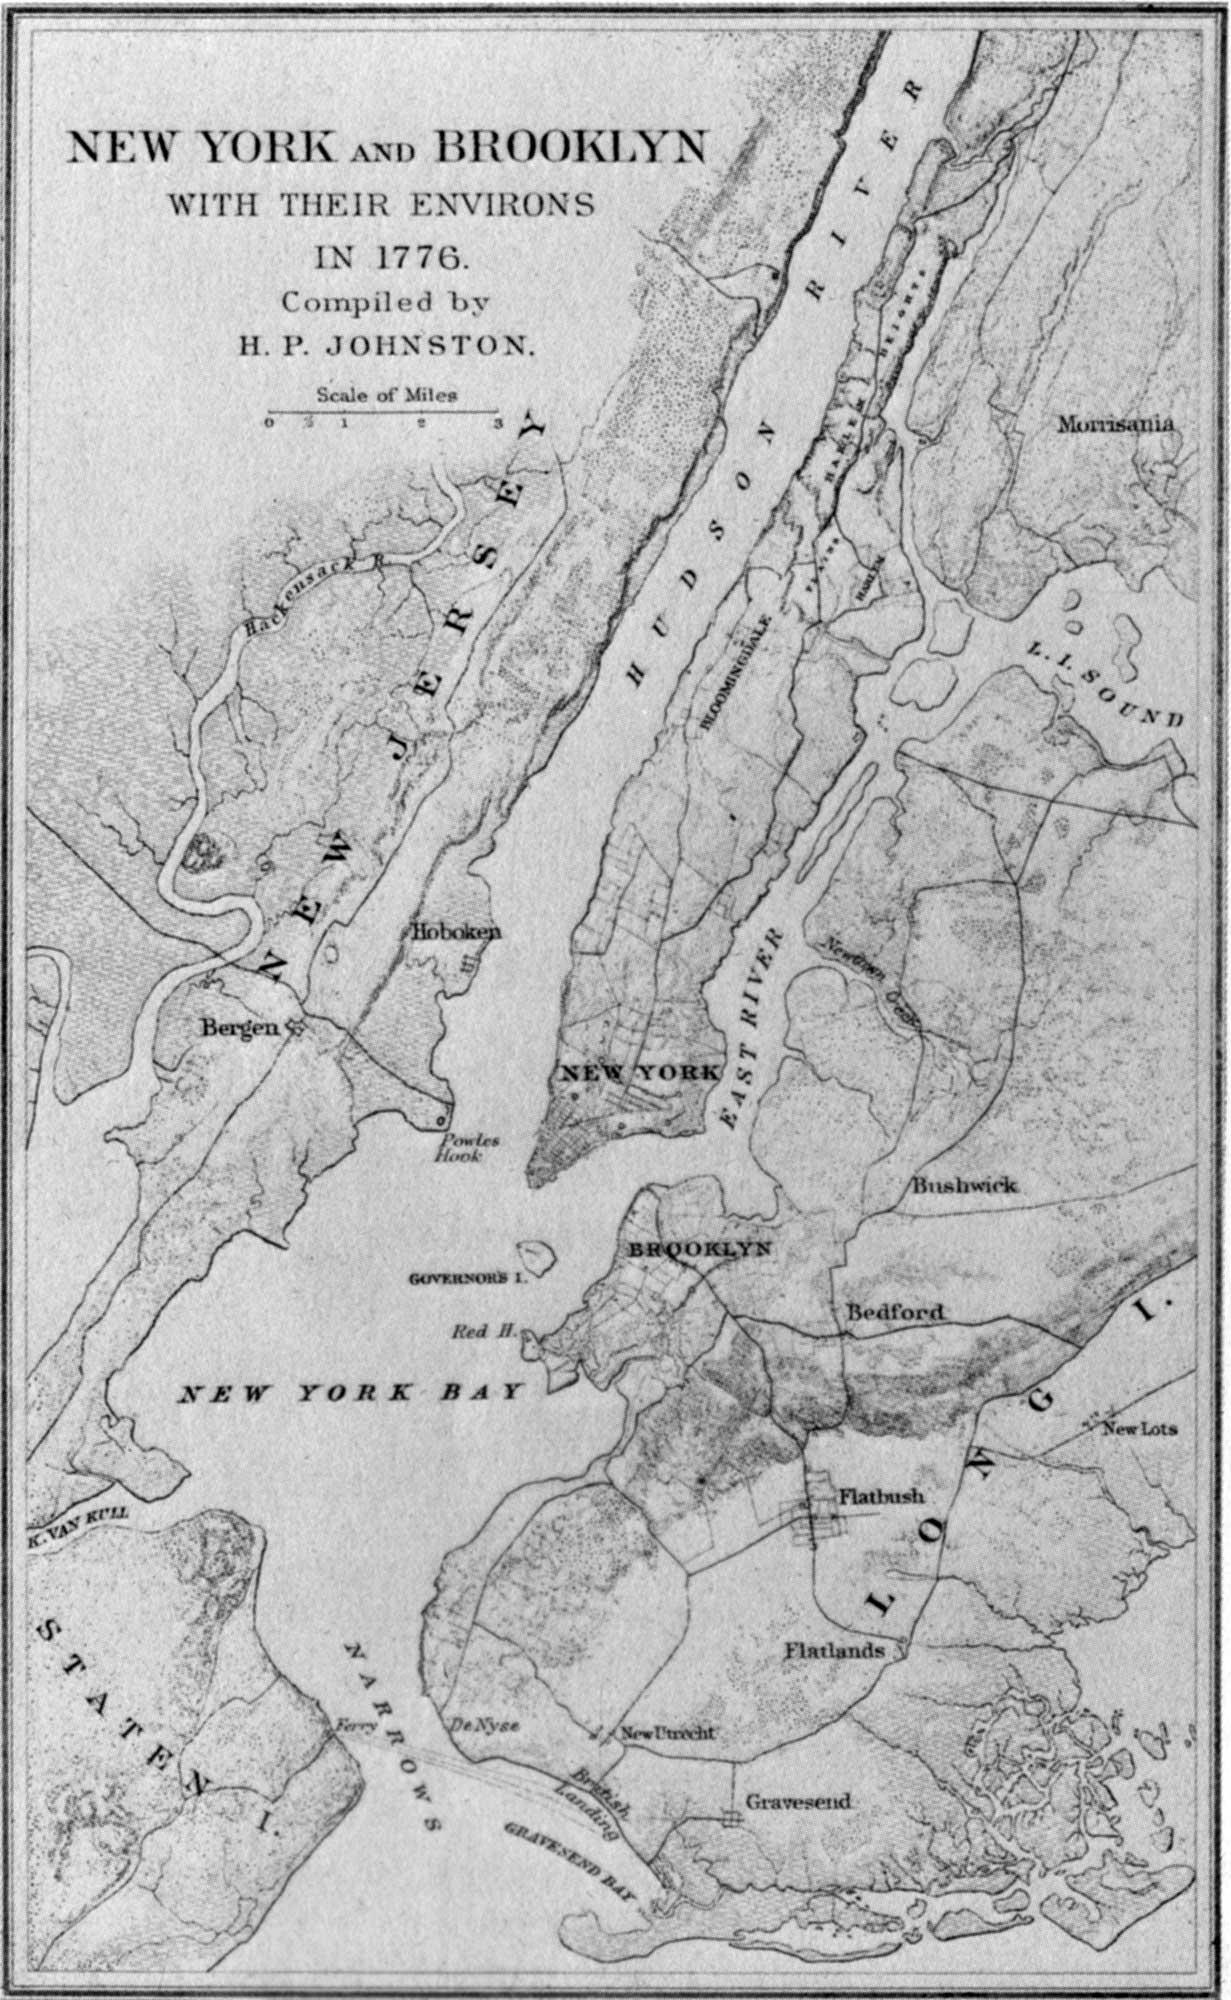 NEW YORK AND BROOKLYN
WITH THEIR ENVIRONS
IN 1776.
Compiled by
H. P. JOHNSTON.
Scale of Miles
0 ½ 1 2 3
HUDSON RIVER
NEW JERSEY
HARLEM HEIGHTS
Morrisania
Hackensack R
PLAINS
HARLEM
BLOOMINGDALE
L. I. SOUND
Hoboken
Newtown Creek
EAST RIVER
Bergen
NEW YORK
Powles
Hook
Bushwick
BROOKLYN
GOVERNORS I.
Bedford
Red H.
NEW YORK BAY
LONG I.
New Lots
Flatbush
K. VAN KULL
STATEN I.
NARROWS
Flatlands
Ferry
De Nyse
New Utrecht
British
Landing
Gravesend
GRAVESEND BAY